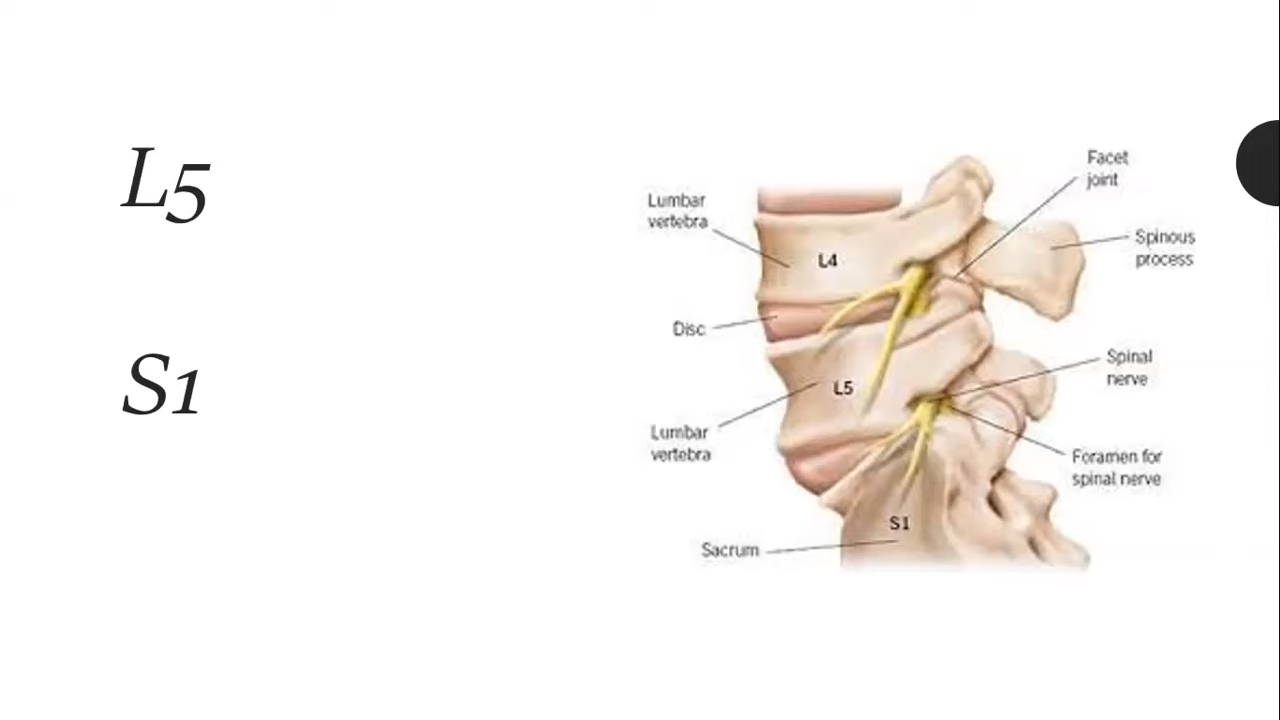 L5
S1
Facet
joint
Lumbar
vertebra
Spinous
process
L4
Disc
Spinal
nerve
L5
Lumbar
vertebra
Foramen for
spinal nerve
S1
Sacrum